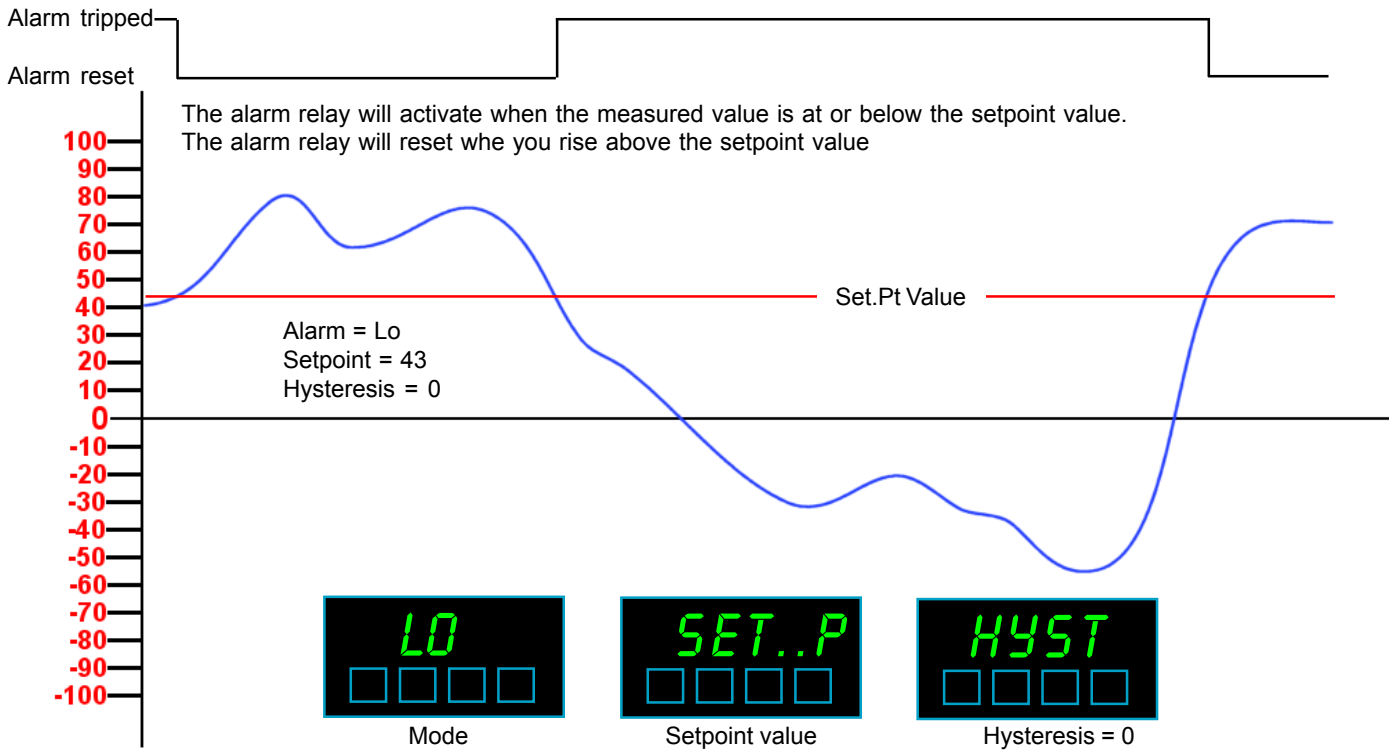 Alarm tripped
Alarm reset
The alarm relay will activate when the measured value is at or below the setpoint value.
The alarm relay will reset whe you rise above the setpoint value
100
90
80
70
60
50
40
30
20
10
0
-10
-20
-30
-40
-50
-60
-70
-80
-90
-100
Set.Pt Value
Alarm = Lo
Setpoint = 43
Hysteresis = 0
LO
SET..P
HYST
Mode
Setpoint value
Hysteresis = 0